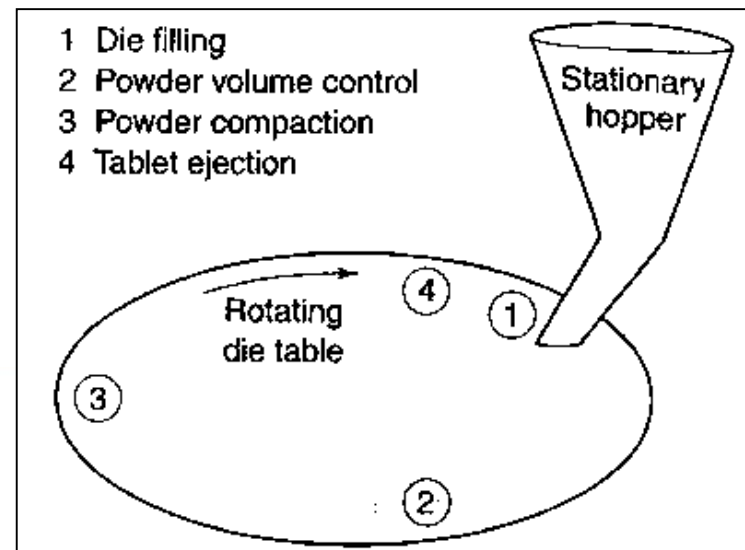 1 Die filling
2 Powder volume control
3 Powder compaction
4 Tablet ejection
Stationary
hopper
Rotating
die table
4
1
3
2